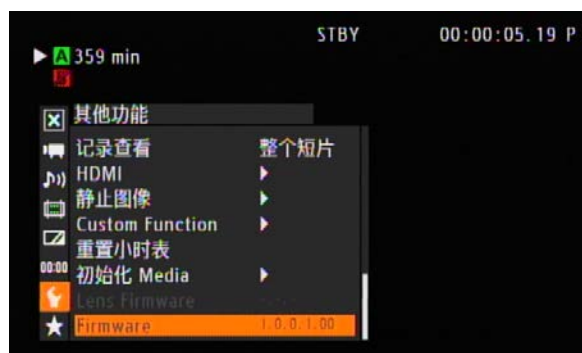 STBY 00:00:05.19 P
A 359 min
其他功能
记录查看 整个短片
HDMI
静止图像
Custom Function
重置小时表
00:00
初始化 Media
Lens Firmware
Firmware 1.0.0.1.00